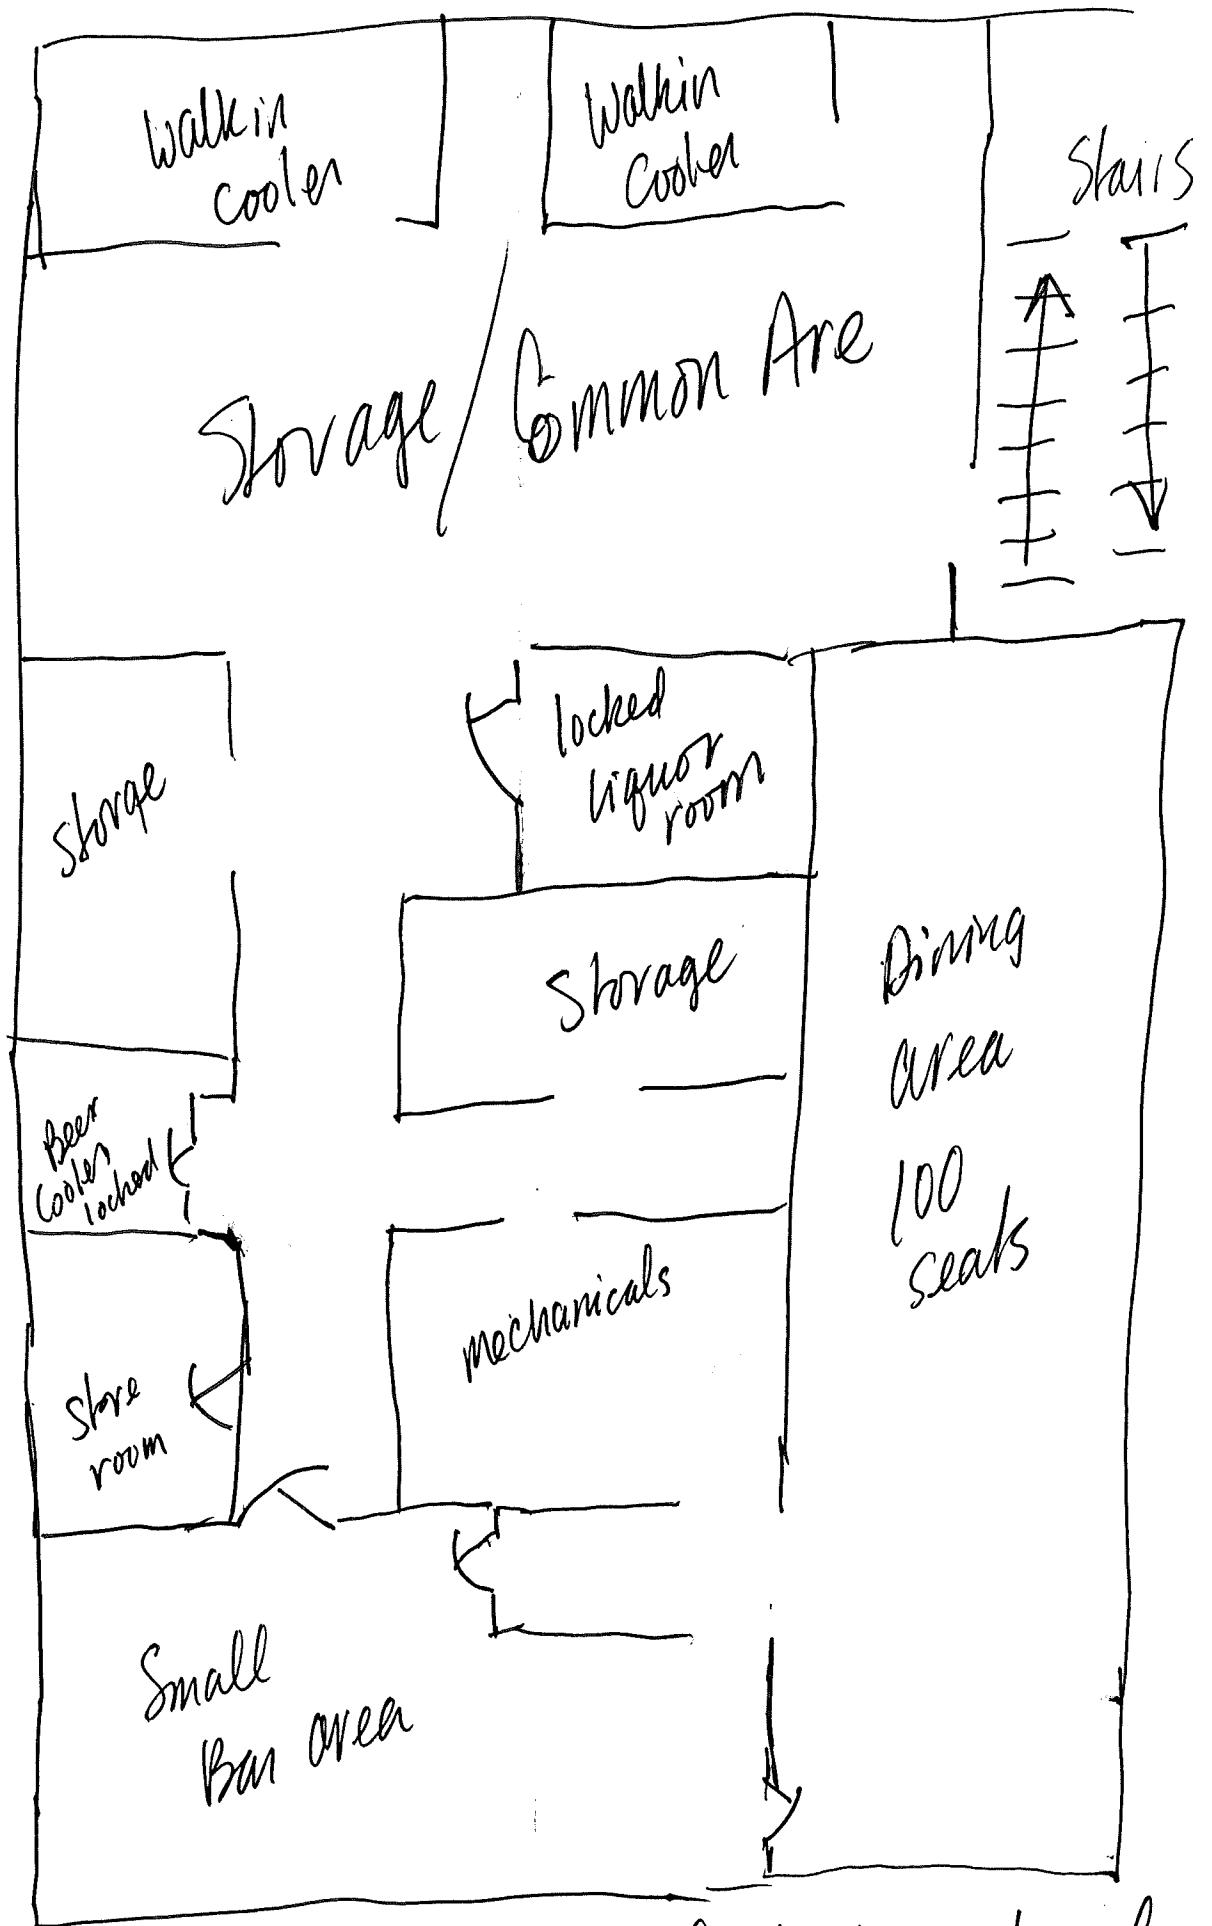 Walkin
cooler
Walkin
Cooler
Stairs
Storage / Common Are
Storge
locked
liquor
room
Storage
Dining
area
100
seats
Beer
Cooler
locked
mechanicals
Store
room
Small
Bar area